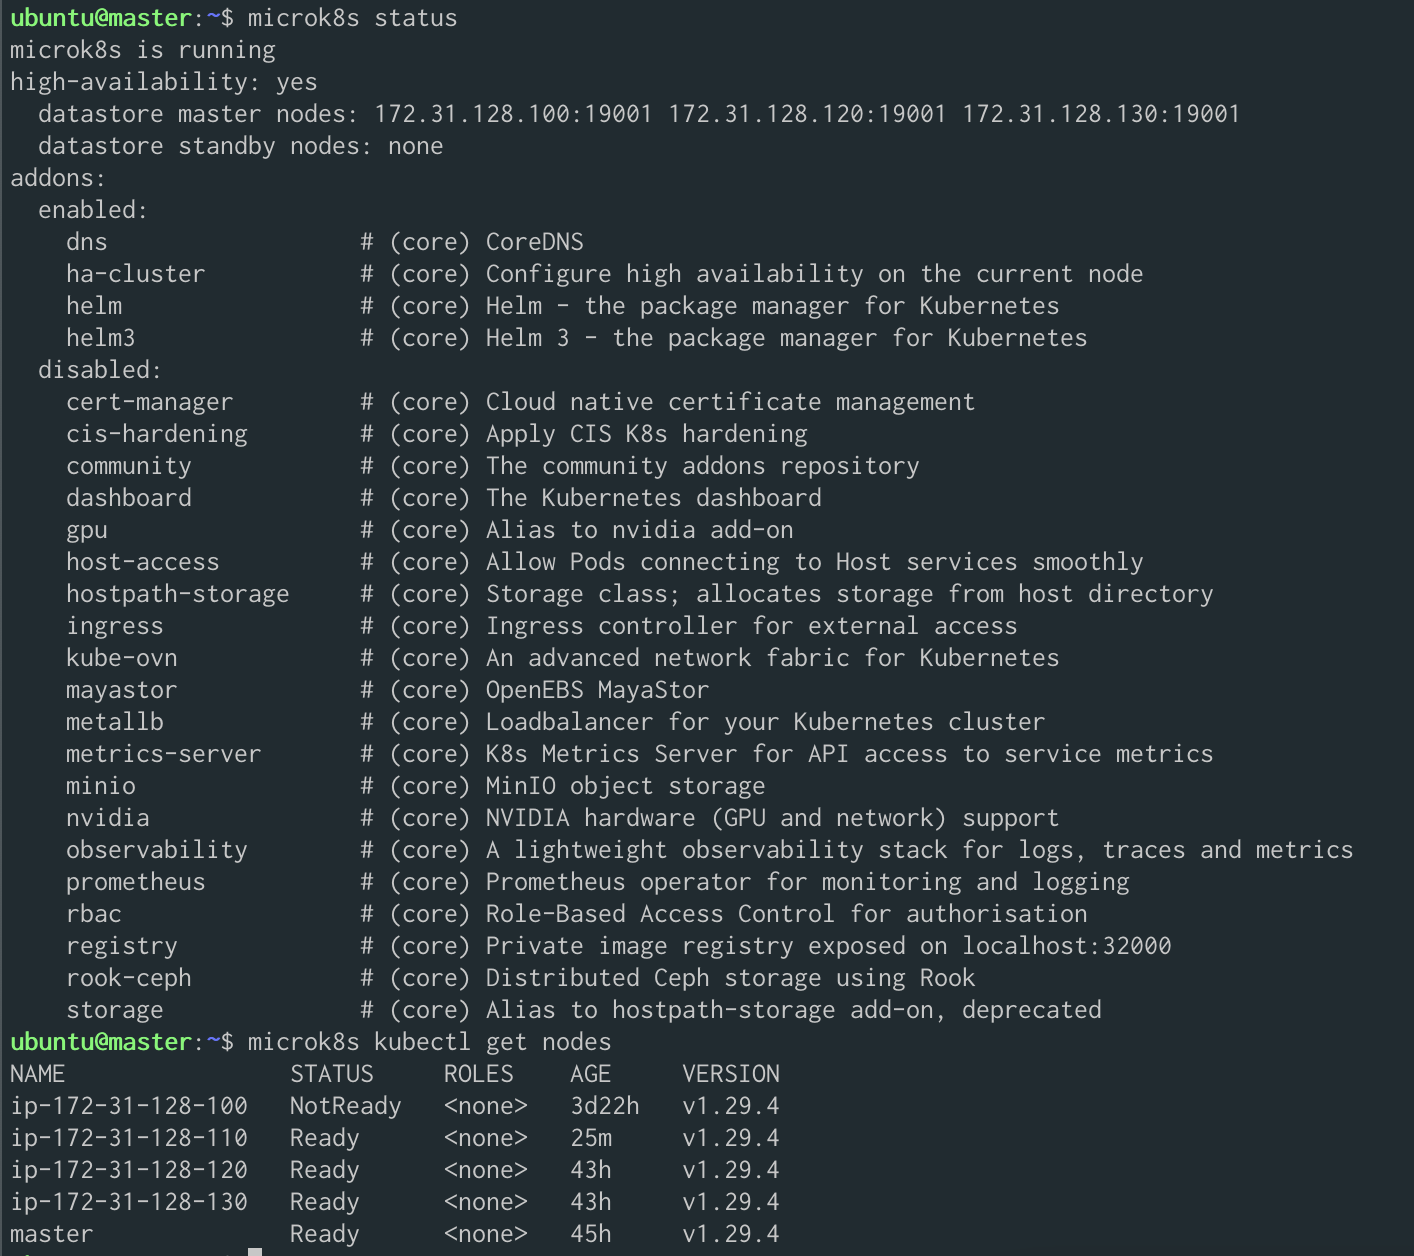 ubuntu@master:~$ microk8s status
microk8s is running
high-availability: yes
  datastore master nodes: 172.31.128.100:19001 172.31.128.120:19001 172.31.128.130:19001
  datastore standby nodes: none
addons:
  enabled:
    dns                  # (core) CoreDNS
    ha-cluster           # (core) Configure high availability on the current node
    helm                 # (core) Helm - the package manager for Kubernetes
    helm3                # (core) Helm 3 - the package manager for Kubernetes
  disabled:
    cert-manager         # (core) Cloud native certificate management
    cis-hardening        # (core) Apply CIS K8s hardening
    community            # (core) The community addons repository
    dashboard            # (core) The Kubernetes dashboard
    gpu                  # (core) Alias to nvidia add-on
    host-access          # (core) Allow Pods connecting to Host services smoothly
    hostpath-storage     # (core) Storage class; allocates storage from host directory
    ingress              # (core) Ingress controller for external access
    kube-ovn             # (core) An advanced network fabric for Kubernetes
    mayastor             # (core) OpenEBS MayaStor
    metallb              # (core) Loadbalancer for your Kubernetes cluster
    metrics-server       # (core) K8s Metrics Server for API access to service metrics
    minio                # (core) MinIO object storage
    nvidia               # (core) NVIDIA hardware (GPU and network) support
    observability        # (core) A lightweight observability stack for logs, traces and metrics
    prometheus           # (core) Prometheus operator for monitoring and logging
    rbac                 # (core) Role-Based Access Control for authorisation
    registry             # (core) Private image registry exposed on localhost:32000
    rook-ceph            # (core) Distributed Ceph storage using Rook
    storage              # (core) Alias to hostpath-storage add-on, deprecated
ubuntu@master:~$ microk8s kubectl get nodes
NAME                STATUS     ROLES    AGE     VERSION
ip-172-31-128-100   NotReady   <none>   3d22h   v1.29.4
ip-172-31-128-110   Ready      <none>   25m     v1.29.4
ip-172-31-128-120   Ready      <none>   43h     v1.29.4
ip-172-31-128-130   Ready      <none>   43h     v1.29.4
master              Ready      <none>   45h     v1.29.4